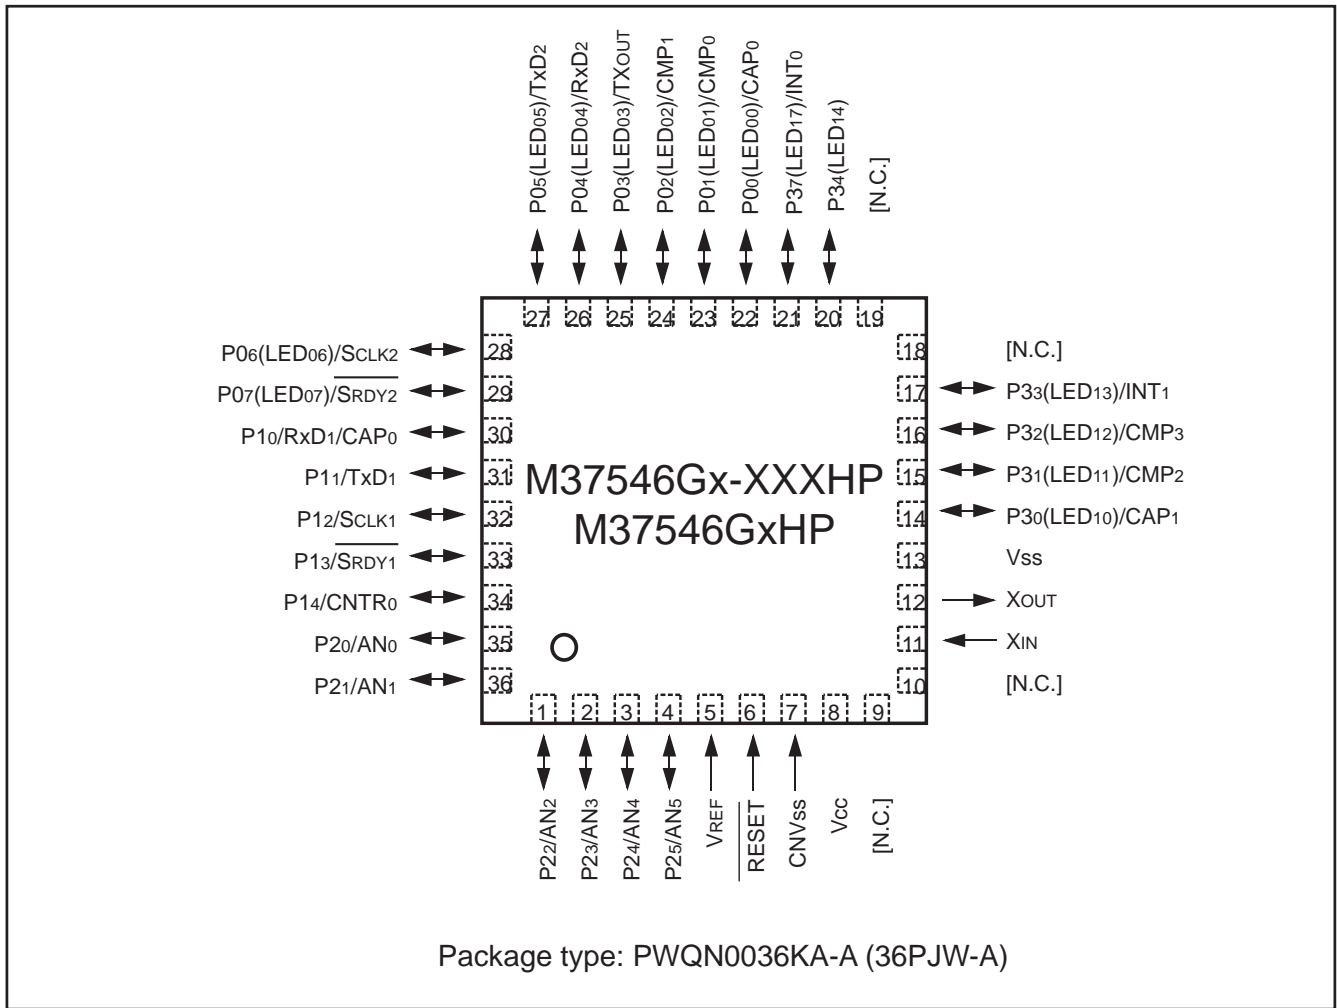 P05(LED05)/TxD2
P04(LED04)/RxD2
P03(LED03)/TXOUT
P02(LED02)/CMP1
P01(LED01)/CMP0
P00(LED00)/CAP0
P37(LED17)/INT0
P34(LED14)
[N.C.]
27
26
25
24
23
22
21
20
19
P06(LED06)/SCLK2
28
P07(LED07)/SRDY2
29
P10/RxD1/CAP0
30
P11/TxD1
31
P12/SCLK1
32
P13/SRDY1
33
P14/CNTR0
34
P20/AN0
35
P21/AN1
36
M37546Gx-XXXHP
M37546GxHP
18
[N.C.]
17
P33(LED13)/INT1
16
P32(LED12)/CMP3
15
P31(LED11)/CMP2
14
P30(LED10)/CAP1
13
Vss
12
XOUT
11
XIN
10
[N.C.]
1
2
3
4
5
6
7
8
9
P22/AN2
P23/AN3
P24/AN4
P25/AN5
VREF
RESET
CNVss
Vcc
[N.C.]
Package type: PWQN0036KA-A (36PJW-A)